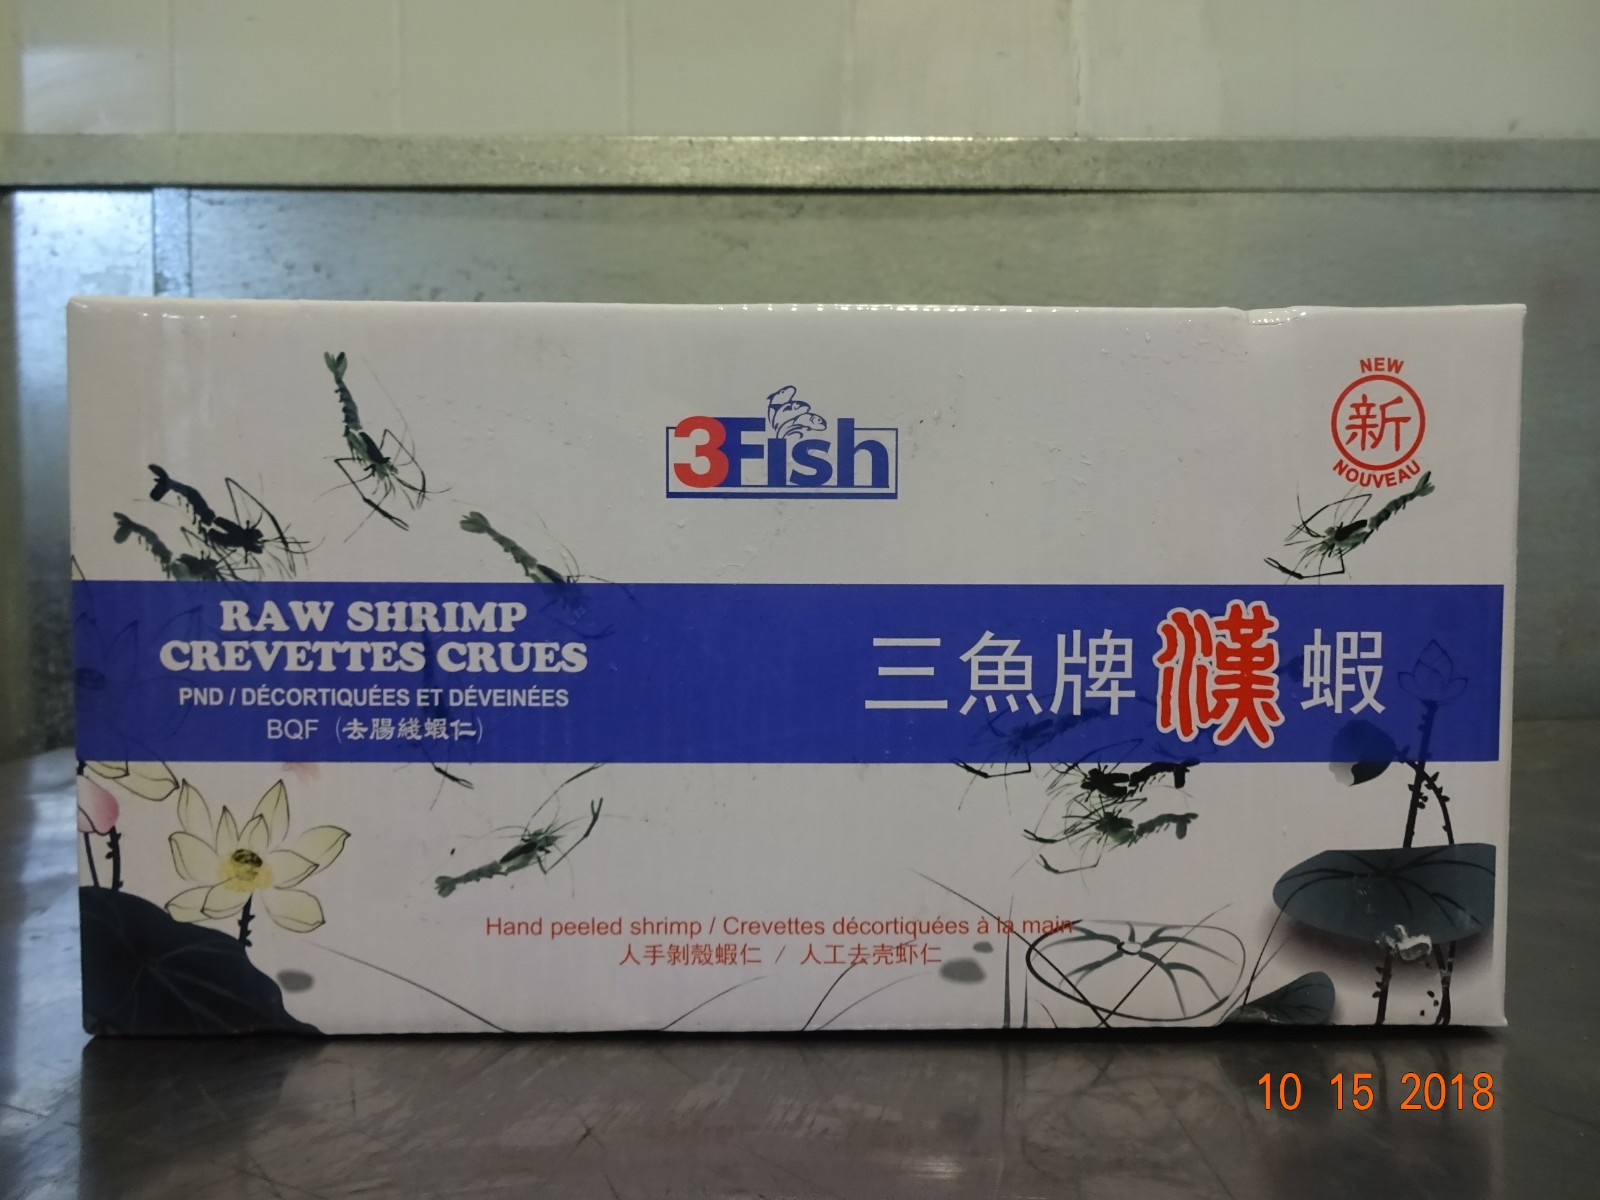 NEW
新
NOUVEAU
3Fish
RAW SHRIMP
CREVETTES CRUES
PND / DÉCORTIQUÉES ET DÉVEINÉES
BQF (去腸綫蝦仁)
三魚牌漢蝦
Hand peeled shrimp / Crevettes décortiquées à la main
人手剝殼蝦仁 / 人工去壳虾仁
10 15 2018